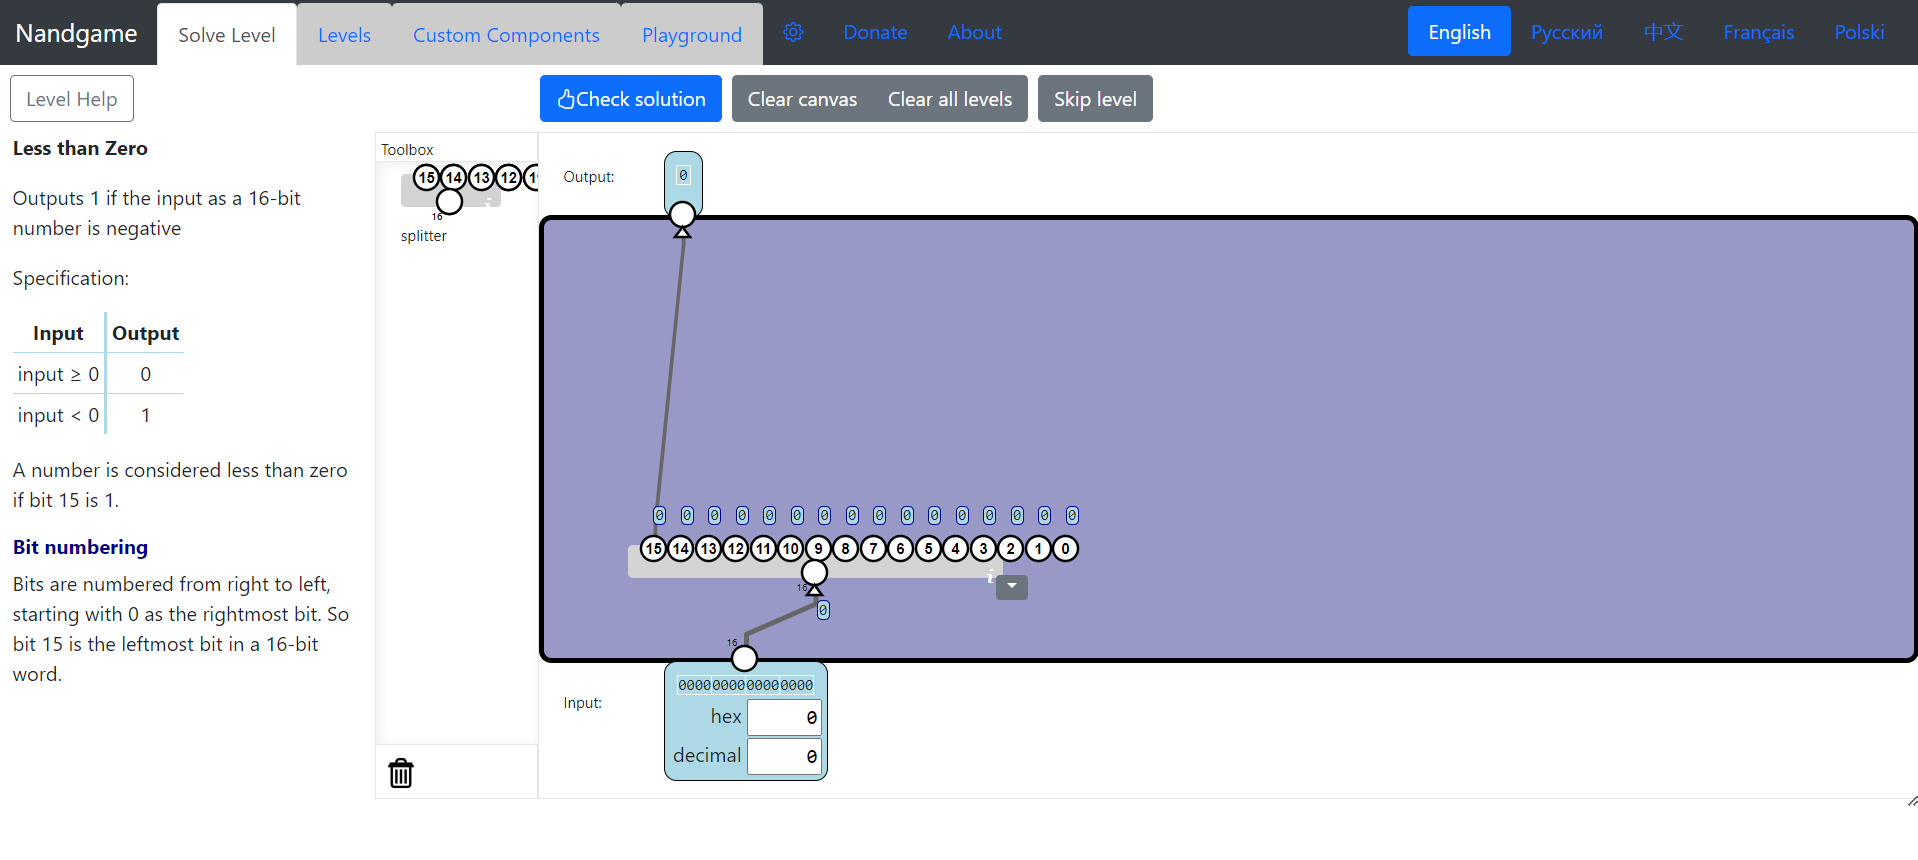 Nandgame
Solve Level
Levels
Custom Components
Playground
Donate
About
English
Русский
中文
Français
Polski
Level Help
Check solution
Clear canvas
Clear all levels
Skip level
Less than Zero
Outputs 1 if the input as a 16-bit
number is negative
Specification:
Input Output
input ≥ 0 0
input < 0 1
A number is considered less than zero
if bit 15 is 1.
Bit numbering
Bits are numbered from right to left,
starting with 0 as the rightmost bit. So
bit 15 is the leftmost bit in a 16-bit
word.
Toolbox
15 14 13 12
16
i
splitter
Output:
0
0 0 0 0 0 0 0 0 0 0 0 0 0 0 0 0
15 14 13 12 11 10 9 8 7 6 5 4 3 2 1 0
16
i
0
16
Input:
0000000000000000
hex 0
decimal 0